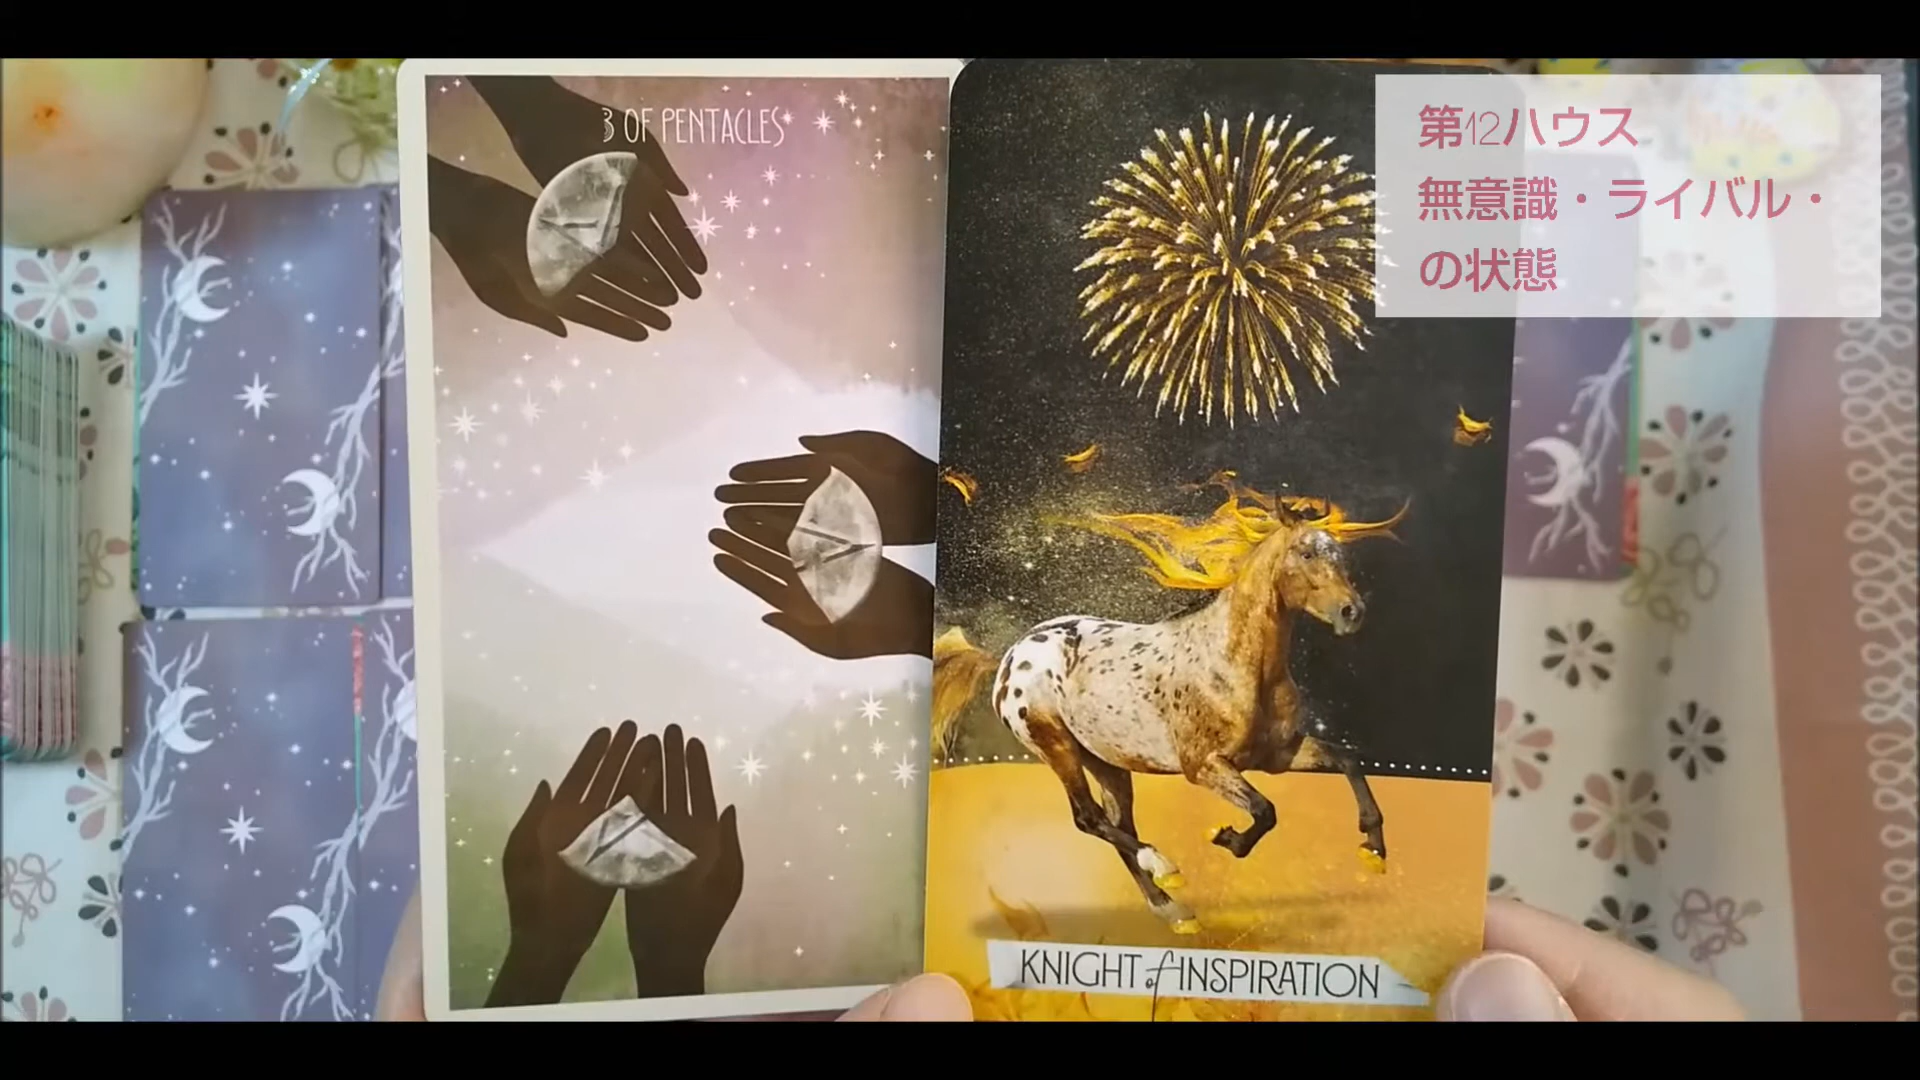 3 OF PENTACLES
第12ハウス
無意識・ライバル・
の状態
KNIGHT of INSPIRATION